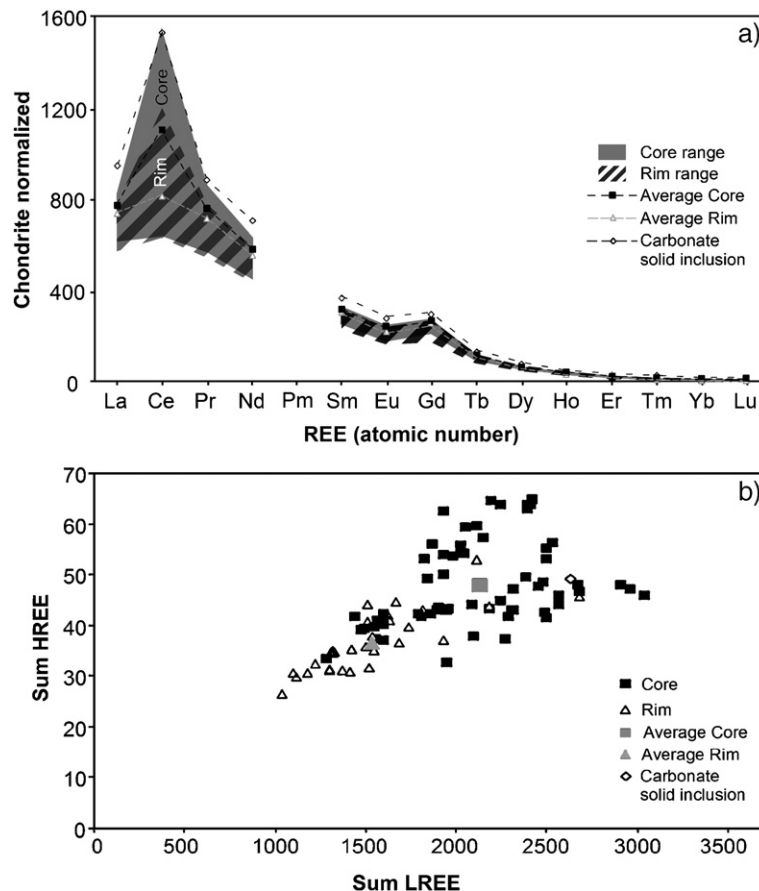 a)
1600
1200
800
400
0
Chondrite normalized
Core
Rim
Core range
Rim range
Average Core
Average Rim
Carbonate
solid inclusion
La Ce Pr Nd Pm Sm Eu Gd Tb Dy Ho Er Tm Yb Lu
REE (atomic number)
b)
70
60
50
40
30
20
10
0
Sum HREE
Core
Rim
Average Core
Average Rim
Carbonate
solid inclusion
0 500 1000 1500 2000 2500 3000 3500
Sum LREE